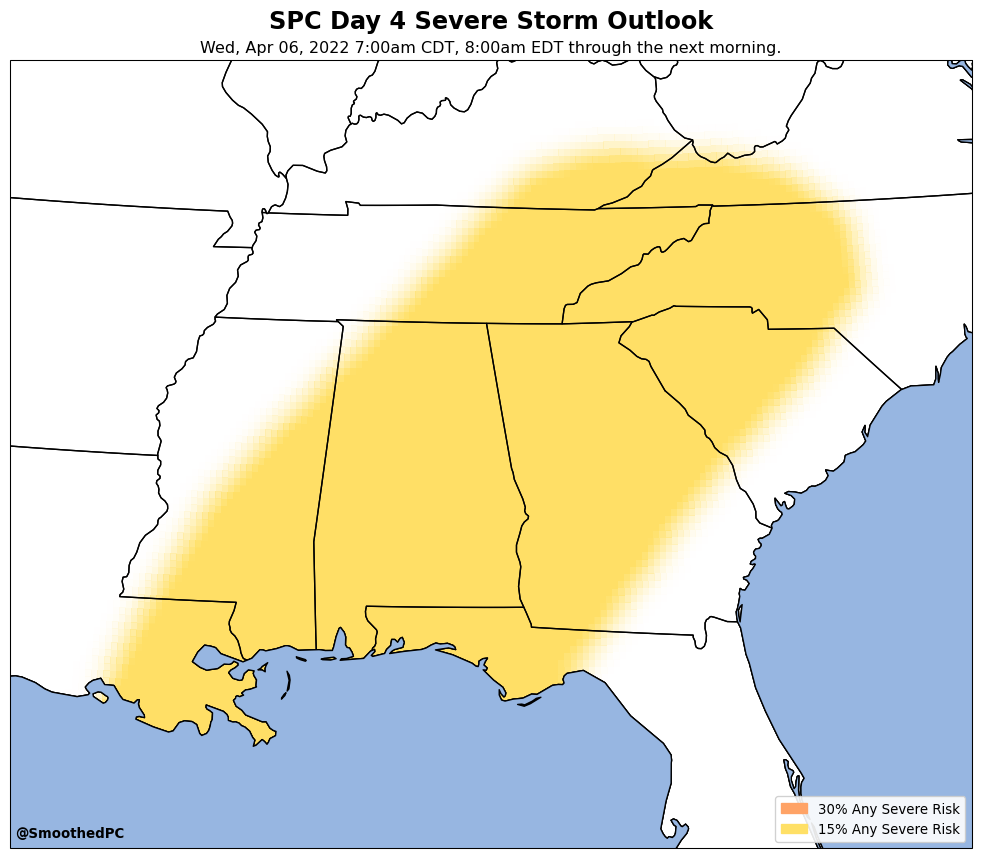 SPC Day 4 Severe Storm Outlook
Wed, Apr 06, 2022 7:00am CDT, 8:00am EDT through the next morning.
30% Any Severe Risk
15% Any Severe Risk
@SmoothedPC